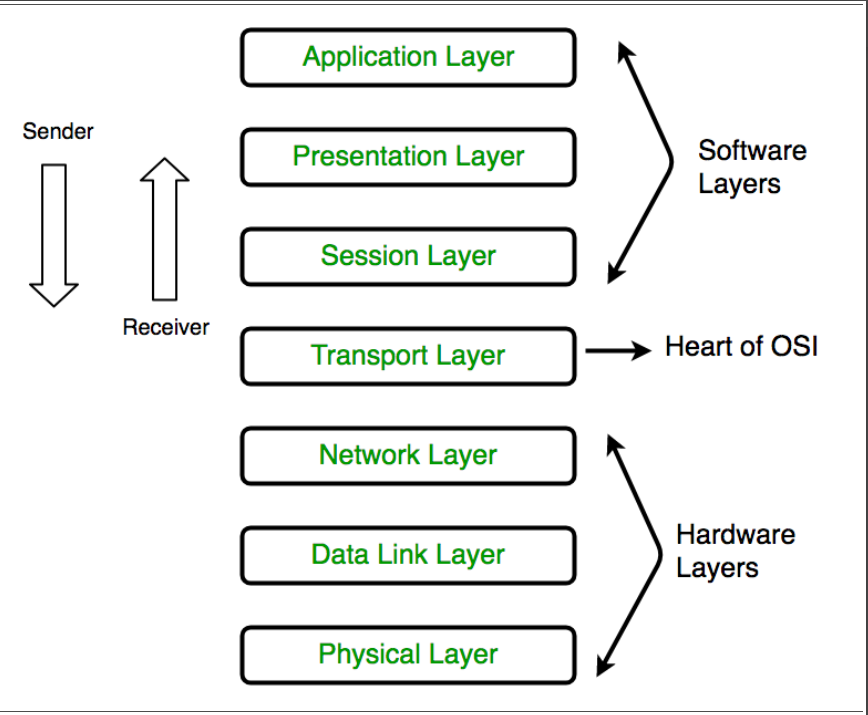 Application Layer
Sender
Presentation Layer
Software
Layers
Session Layer
Receiver
Transport Layer
Heart of OSI
Network Layer
Hardware
Layers
Data Link Layer
Physical Layer